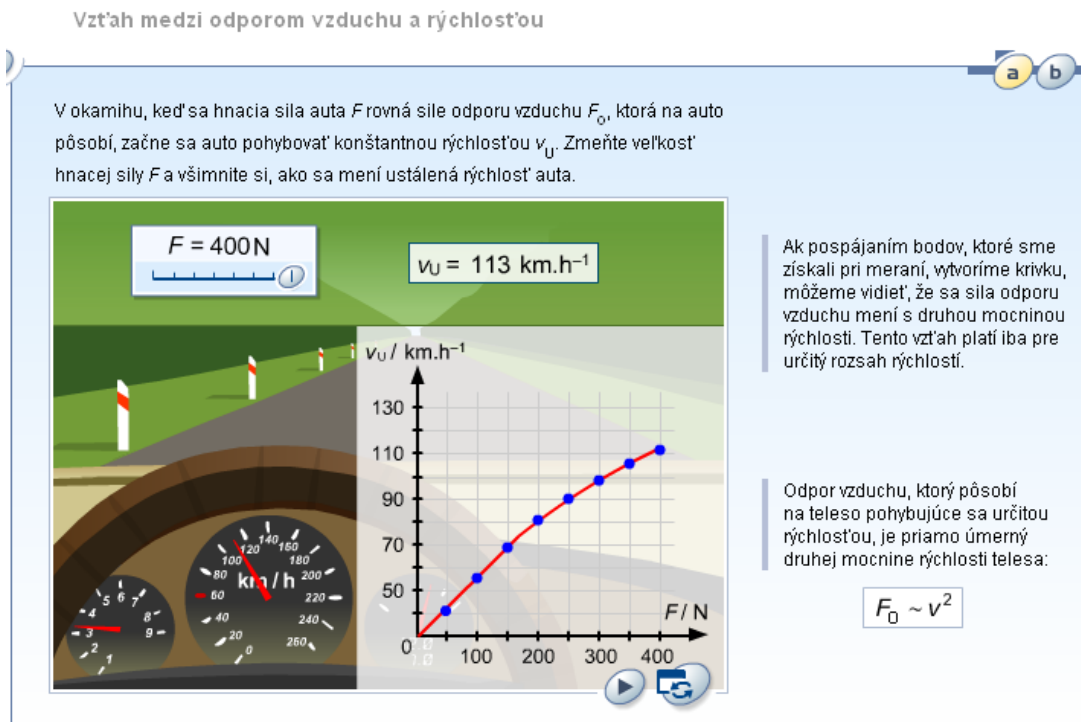 Vzťah medzi odporom vzduchu a rýchlosťou
a b
V okamihu, keď sa hnacia sila auta F rovná sile odporu vzduchu F₀, ktorá na auto
pôsobí, začne sa auto pohybovať konštantnou rýchlosťou v_U. Zmeňte veľkosť
hnacej sily F a všimnite si, ako sa mení ustálená rýchlosť auta.
F = 400 N
v_U = 113 km.h⁻¹
v_U / km.h⁻¹
130
110
90
70
50
0
100 200 300 400
F / N
1 2 3 4 5 6 7 8 9
km / h
0 20 40 60 80 100 120 140 160 180 200 220 240 260
Ak pospájaním bodov, ktoré sme
získali pri meraní, vytvoríme krivku,
môžeme vidieť, že sa sila odporu
vzduchu mení s druhou mocninou
rýchlosti. Tento vzťah platí iba pre
určitý rozsah rýchlostí.
Odpor vzduchu, ktorý pôsobí
na teleso pohybujúce sa určitou
rýchlosťou, je priamo úmerný
druhej mocnine rýchlosti telesa:
F₀ ~ v²